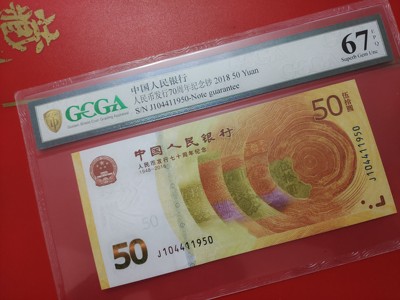 藏
中国人民银行
人民币发行70周年纪念钞 2018 50 Yuan
S/N J104411950-Note guarantee
67 EPQ
Superb Gem Unc
GCGA
50 伍拾圆
中国人民银行
人民币发行七十周年纪念
1948-2018
J104411950
50
J104411950